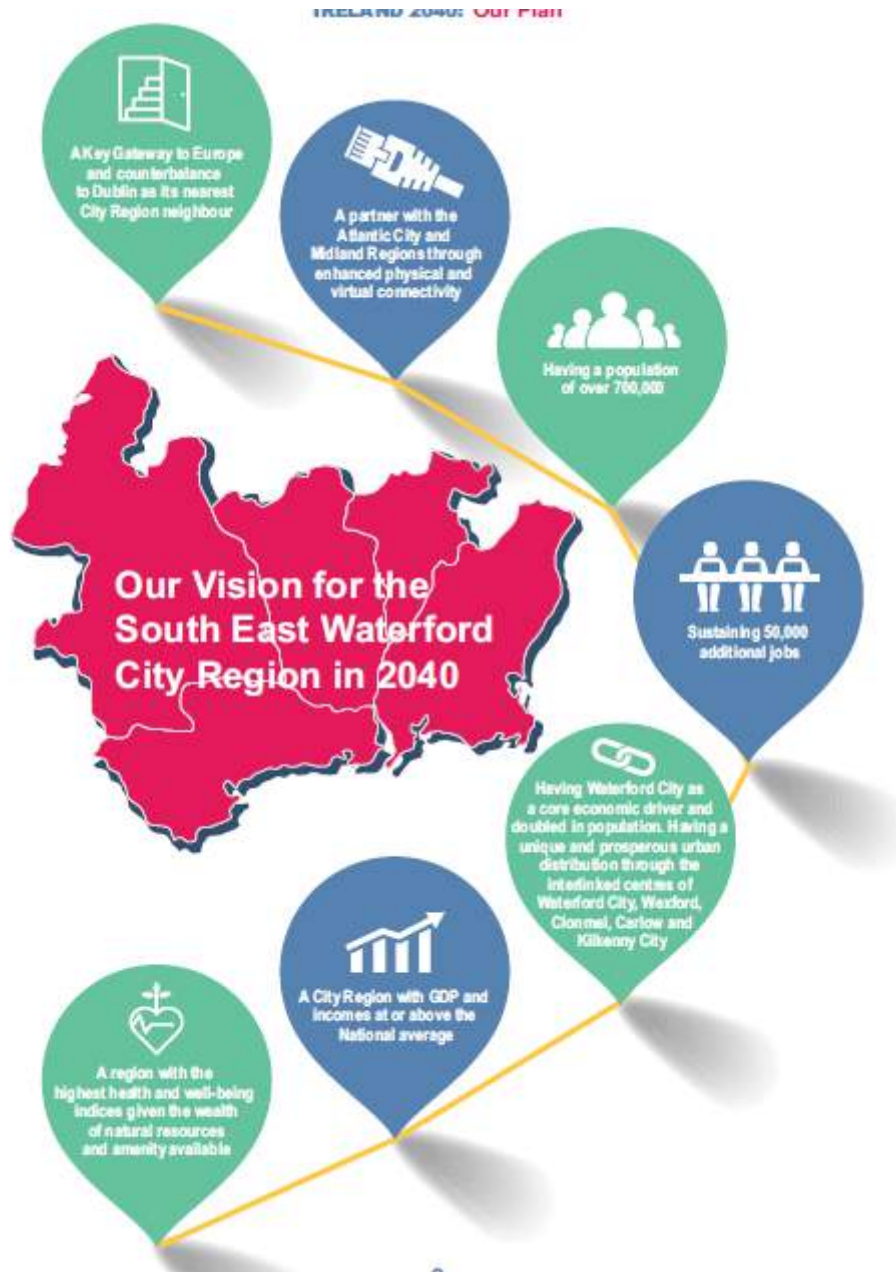 IRELAND 2040: Our Plan
A Key Gateway to Europe
and counterbalance
to Dublin as its nearest
City Region neighbour
A partner with the
Atlantic City and
Midland Regions through
enhanced physical and
virtual connectivity
Having a population
of over 700,000
Sustaining 50,000
additional jobs
Our Vision for the
South East Waterford
City Region in 2040
Having Waterford City as
a core economic driver and
doubled in population. Having a
unique and prosperous urban
distribution through the
interlinked centres of
Waterford City, Wexford,
Clonmel, Carlow and
Kilkenny City
A City Region with GDP and
incomes at or above the
National average
A region with the
highest health and well-being
indices given the wealth
of natural resources
and amenity available